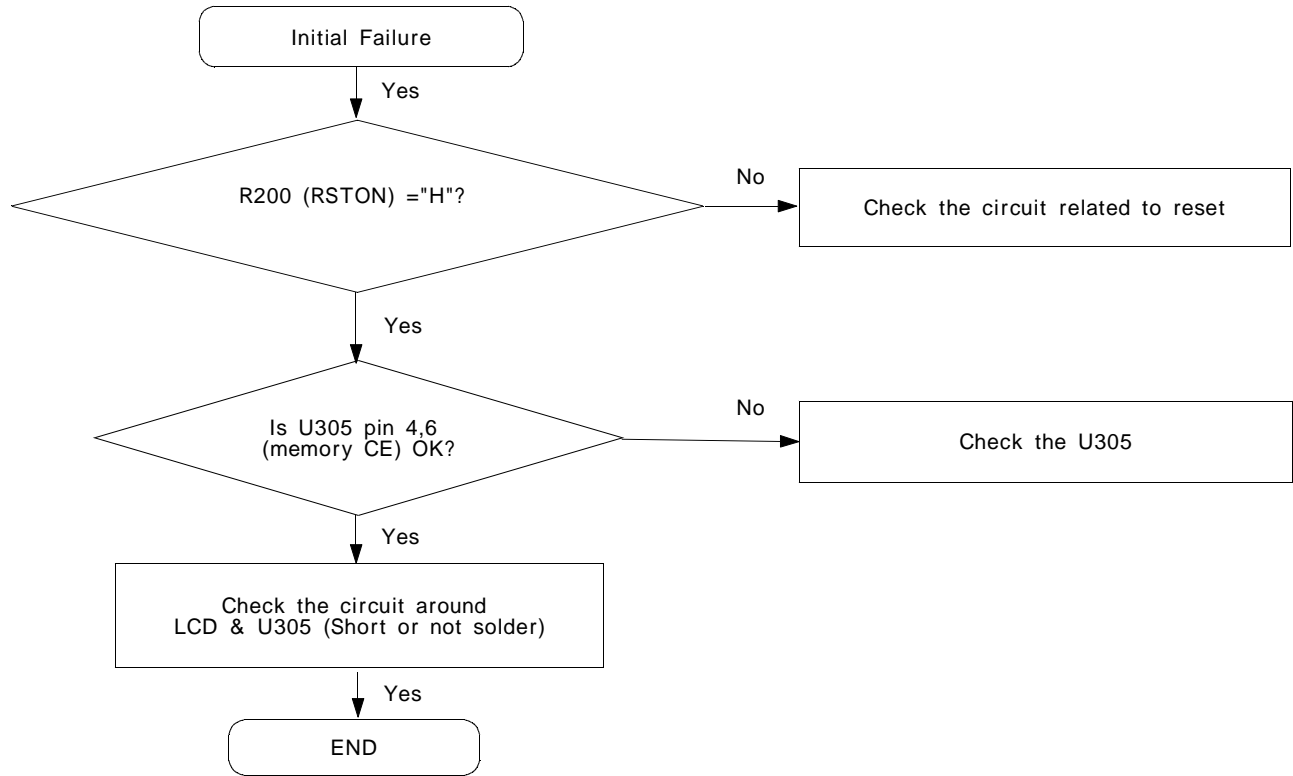 Initial Failure
Yes
R200 (RSTON) ="H"?
No
Check the circuit related to reset
Yes
Is U305 pin 4,6
(memory CE) OK?
No
Check the U305
Yes
Check the circuit around
LCD & U305 (Short or not solder)
Yes
END